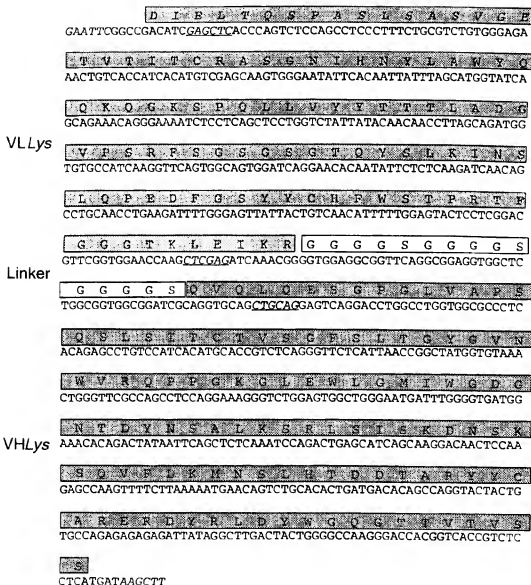 D I E L T Q S P A S L S A S V G E
GAATTCGGCCGACATCGAGCTCACCCAGTCTCCAGCCTCCCTTTCTGCGTCTGTGGGAGA
T V T I T C R A S G N I H N Y L A W Y Q
AACTGTCACCATCACATGTCGAGCAAGTGGGAATATTCACAATTATTTAGCATGGTATCA
Q K Q G K S P Q L L V Y Y T T T L A D G
GCAGAAACAGGGAAAATCTCCTCAGCTCCTGGTCTATTATACAACAACCTTAGCAGATGG
VLLys
V P S R F S G S G S G T Q Y S L K I N S
TGTGCCATCAAGGTTCAGTGGCAGTGGATCAGGAACACAATATTCTCTCAAGATCAACAG
L Q P E D F G S Y Y C H F W S T P R T F
CCTGCAACCTGAAGATTTTGGGAGTTATTACTGTCAACATTTTTGGAGTACTCCTCGGAC
G G G T K L E I K R G G G G S G G G G S
GTTCGGTGGAACCAAGCTCGAGATCAAACGGGGTGGAGGCGGTTCAGGCGGAGGTGGCTC
Linker
G G G G S Q V Q L Q E S G P G L V A P S
TGGCGGTGGCGGATCGCAGGTGCAGCTGCAGGAGTCAGGACCTGGCCTGGTGGCGCCCTC
Q S L S I T C T V S G F S L T G Y G V N
ACAGAGCCTGTCCATCACATGCACCGTCTCAGGGTTCTCATTAACCGGCTATGGTGTAAA
W V R Q P P G K G L E W L G M I W G D G
CTGGGTTCGCCAGCCTCCAGGAAAGGGTCTGGAGTGGCTGGGAATGATTTGGGGTGATGG
VHLys
N T D Y N S A L K S R L S I S K D N S K
AAACACAGACTATAATTCAGCTCTCAAATCCAGACTGAGCATCAGCAAGGACAACTCCAA
S Q V F L K M N S L H T D D T A R Y Y C
GAGCCAAGTTTTCTTAAAAATGAACAGTCTGCACACTGATGACACAGCCAGGTACTACTG
A R E R D Y R L D Y W G Q G T T V T V S
TGCCAGAGAGAGAGATTATAGGCTTGACTACTGGGGCCAAGGGACCACGGTCACCGTCTC
S
CTCATGATAAGCTT